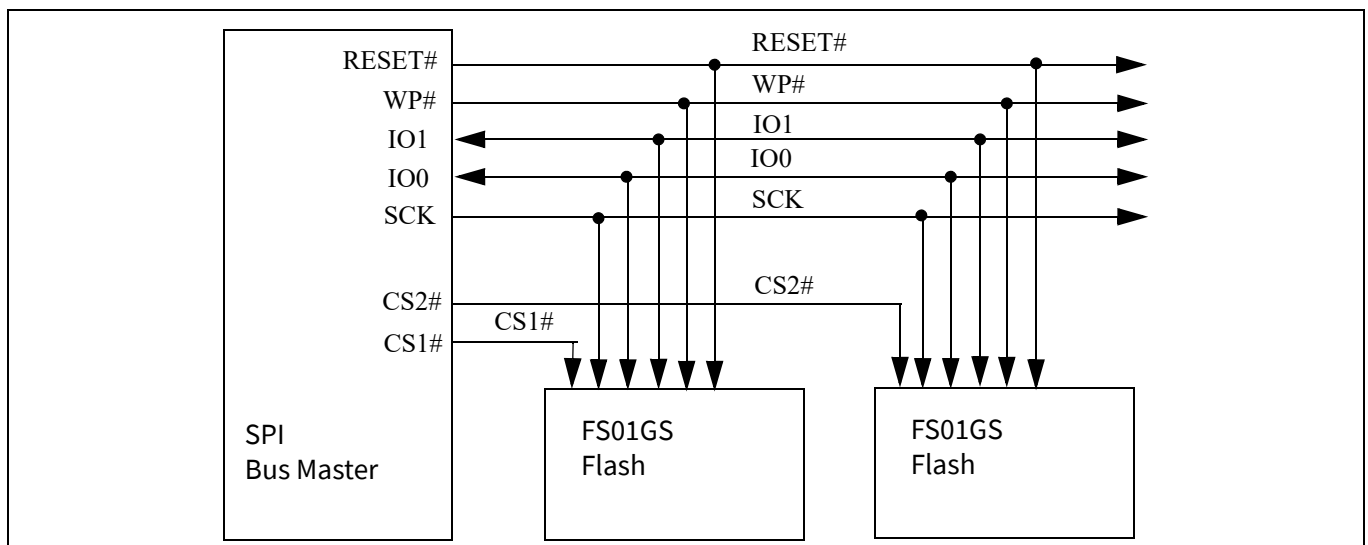 RESET#
RESET#
WP#
WP#
IO1
IO1
IO0
IO0
SCK
SCK
CS2#
CS2#
CS1#
CS1#
SPI
Bus Master
FS01GS
Flash
FS01GS
Flash